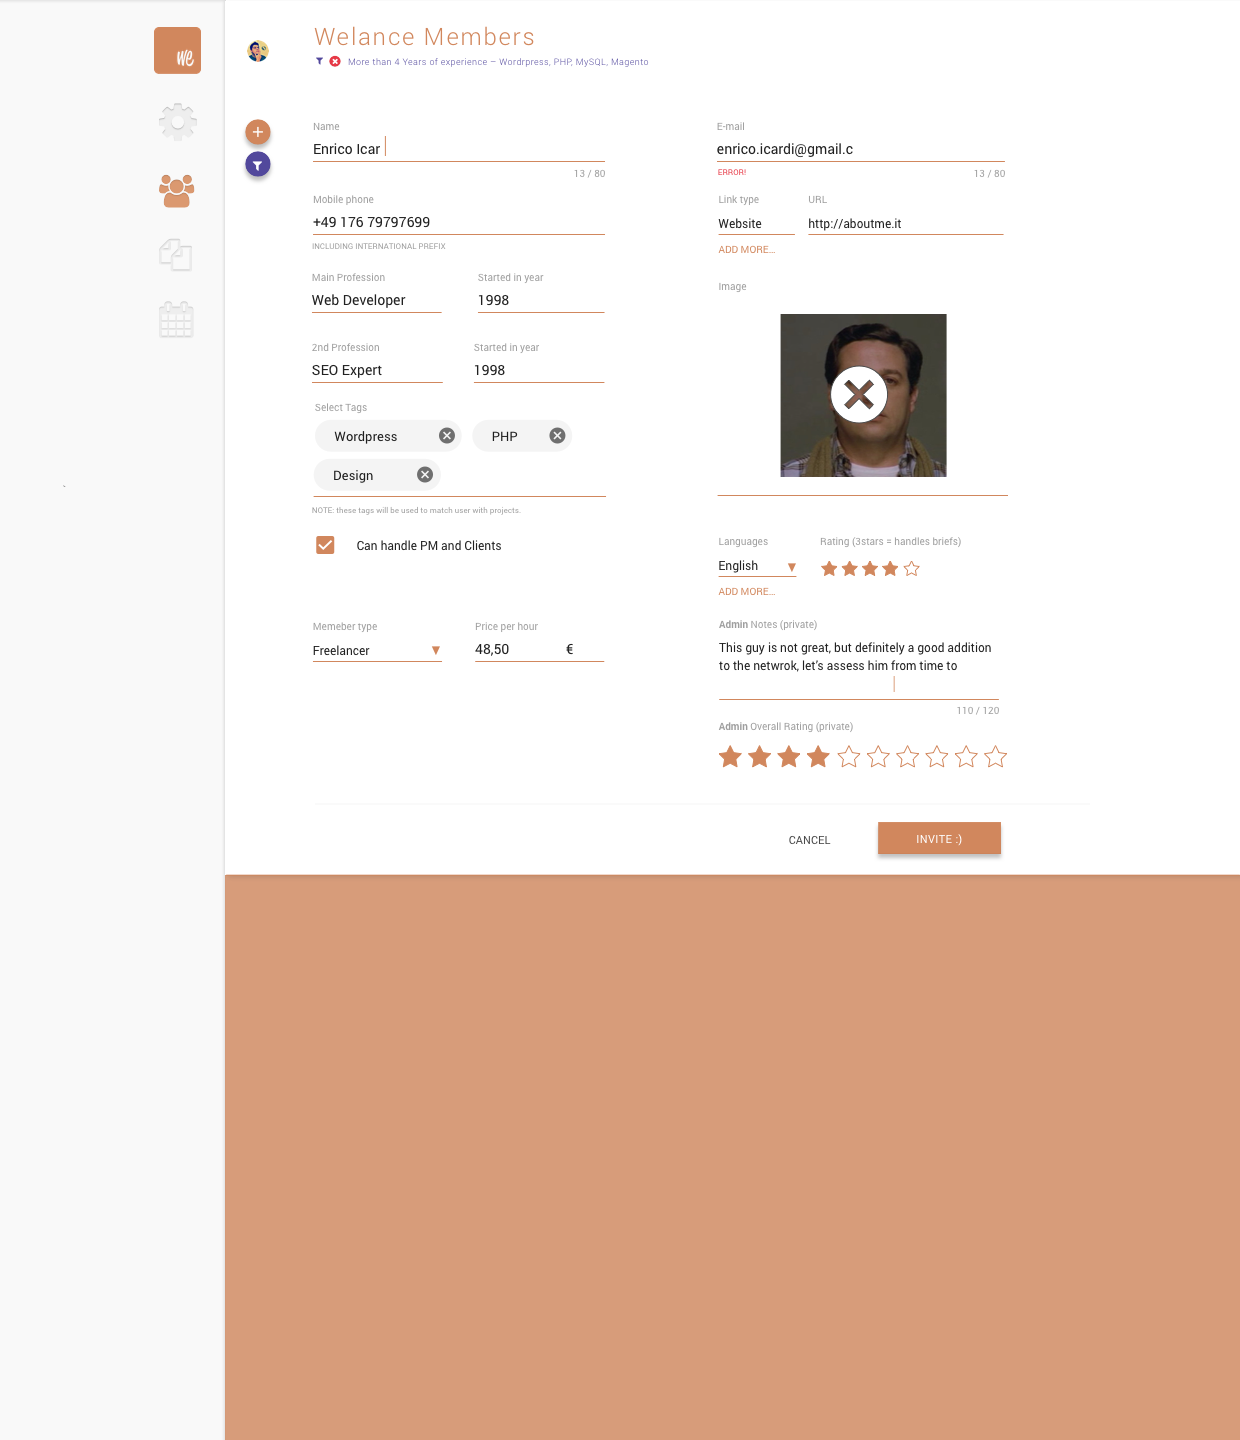 we
Welance Members
More than 4 Years of experience – Wordrpress, PHP, MySQL, Magento
Name
Enrico Icar
13 / 80
Mobile phone
+49 176 79797699
INCLUDING INTERNATIONAL PREFIX
Main Profession
Started in year
Web Developer
1998
2nd Profession
Started in year
SEO Expert
1998
Select Tags
Wordpress
PHP
Design
NOTE: these tags will be used to match user with projects.
Can handle PM and Clients
Memeber type
Price per hour
Freelancer
48,50 €
E-mail
enrico.icardi@gmail.c
ERROR!
13 / 80
Link type
URL
Website
http://aboutme.it
ADD MORE...
Image
Languages
Rating (3stars = handles briefs)
English
ADD MORE...
Admin Notes (private)
This guy is not great, but definitely a good addition
to the netwrok, let's assess him from time to
110 / 120
Admin Overall Rating (private)
CANCEL
INVITE :)